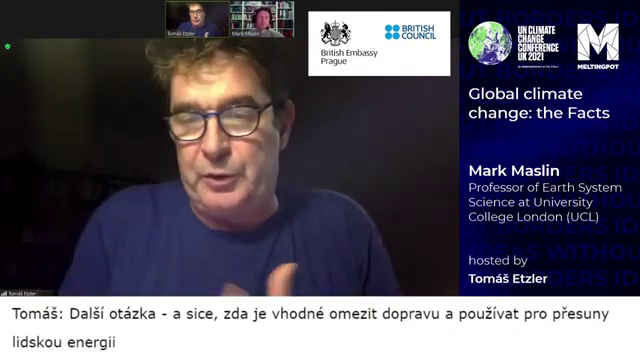 Tomáš Etzler
Mark Maslin
British Embassy
Prague
BRITISH
COUNCIL
UN CLIMATE
CHANGE
CONFERENCE
UK 2021
MELTINGPOT
Global climate
change: the Facts
Mark Maslin
Professor of Earth System
Science at University
College London (UCL)
hosted by
Tomáš Etzler
Tomáš Etzler
Tomáš: Další otázka - a sice, zda je vhodné omezit dopravu a používat pro přesuny
lidskou energii